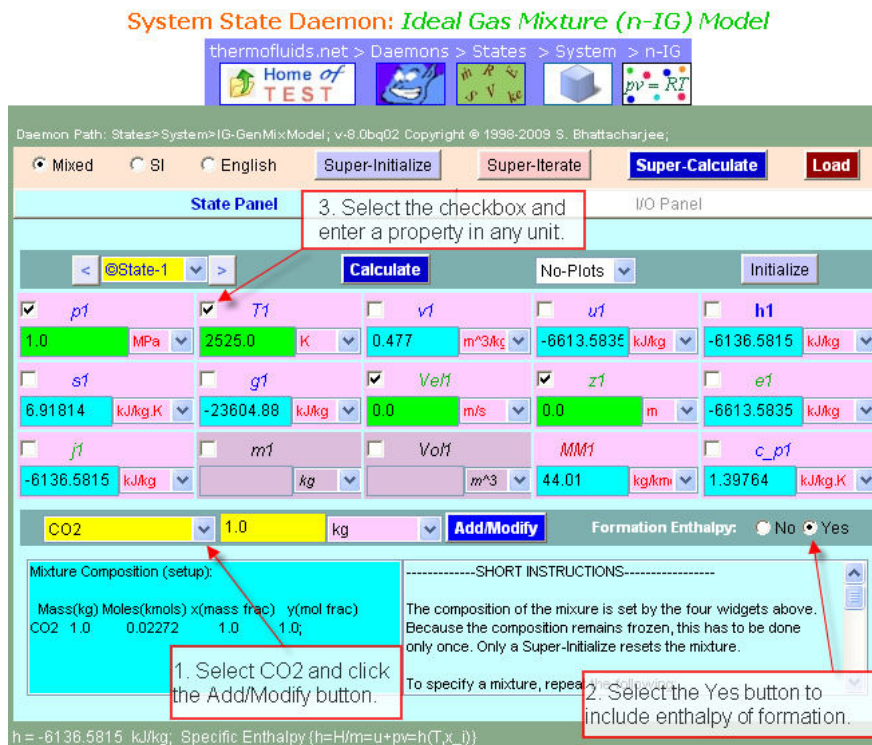 System State Daemon: Ideal Gas Mixture (n-IG) Model
thermofluids.net > Daemons > States > System > n-IG
Home of
TEST
pν = RT
Daemon Path: States>System>IG-GenMixModel; v-8.0bq02 Copyright © 1998-2009 S. Bhattacharjee;
Mixed SI English Super-Initialize Super-Iterate Super-Calculate Load
State Panel I/O Panel
3. Select the checkbox and
enter a property in any unit.
< ©State-1 > Calculate No-Plots Initialize
p1 T1 v1 u1 h1
1.0 MPa 2525.0 K 0.477 m^3/kg -6613.5835 kJ/kg -6136.5815 kJ/kg
s1 g1 Vel1 z1 e1
6.91814 kJ/kg.K -23604.88 kJ/kg 0.0 m/s 0.0 m -6613.5835 kJ/kg
j1 m1 Vol1 MM1 c_p1
-6136.5815 kJ/kg kg m^3 44.01 kg/kmo 1.39764 kJ/kg.K
CO2 1.0 kg Add/Modify Formation Enthalpy: No Yes
Mixture Composition (setup):
Mass(kg) Moles(kmols) x(mass frac) y(mol frac)
CO2 1.0 0.02272 1.0 1.0;
-------------SHORT INSTRUCTIONS-----------------
The composition of the mixure is set by the four widgets above.
Because the composition remains frozen, this has to be done
only once. Only a Super-Initialize resets the mixture.
To specify a mixture, repeat the following:
1. Select CO2 and click
the Add/Modify button.
2. Select the Yes button to
include enthalpy of formation.
h = -6136.5815 kJ/kg; Specific Enthalpy {h=H/m=u+pv=h(T,x_i)}